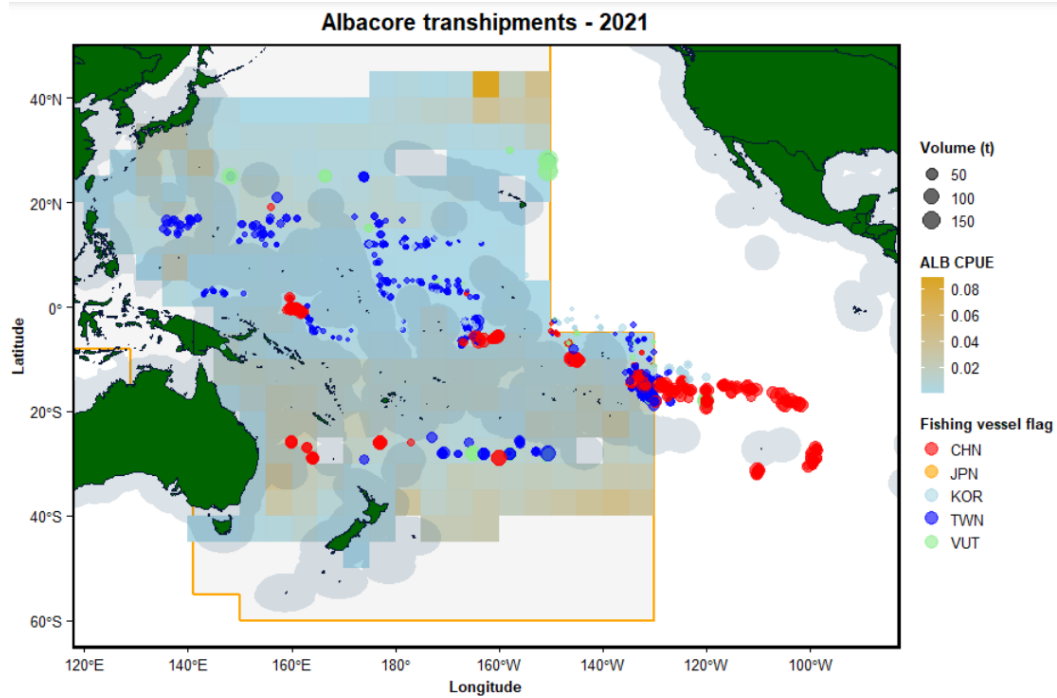 Albacore transhipments - 2021
40°N
20°N
0°
20°S
40°S
60°S
Latitude
120°E
140°E
160°E
180°
160°W
140°W
120°W
100°W
Longitude
Volume (t)
50
100
150
ALB CPUE
0.08
0.06
0.04
0.02
Fishing vessel flag
CHN
JPN
KOR
TWN
VUT